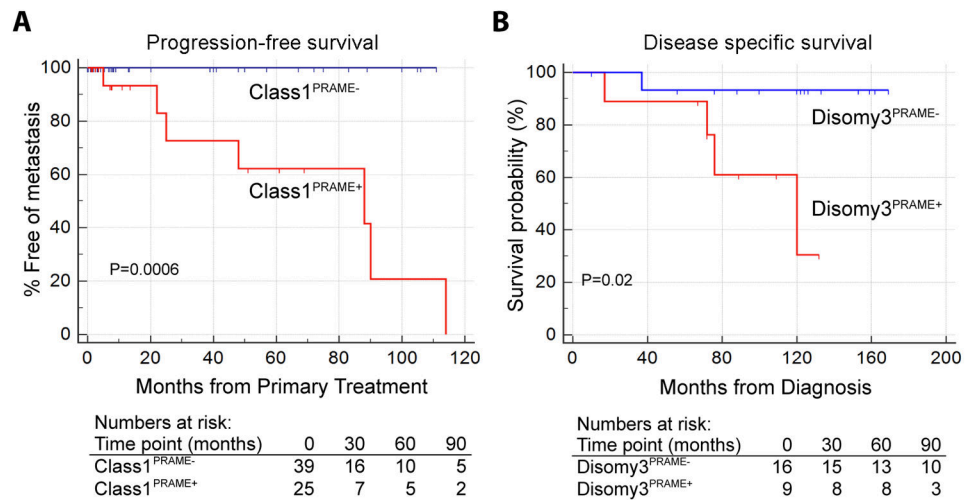 A
Progression-free survival
100
80
60
40
20
0
% Free of metastasis
Class1PRAME-
Class1PRAME+
P=0.0006
0 20 40 60 80 100 120
Months from Primary Treatment
Numbers at risk:
Time point (months) 0 30 60 90
Class1PRAME- 39 16 10 5
Class1PRAME+ 25 7 5 2
B
Disease specific survival
100
80
60
40
20
0
Survival probability (%)
Disomy3PRAME-
Disomy3PRAME+
P=0.02
0 40 80 120 160 200
Months from Diagnosis
Numbers at risk:
Time point (months) 0 30 60 90
Disomy3PRAME- 16 15 13 10
Disomy3PRAME+ 9 8 8 3